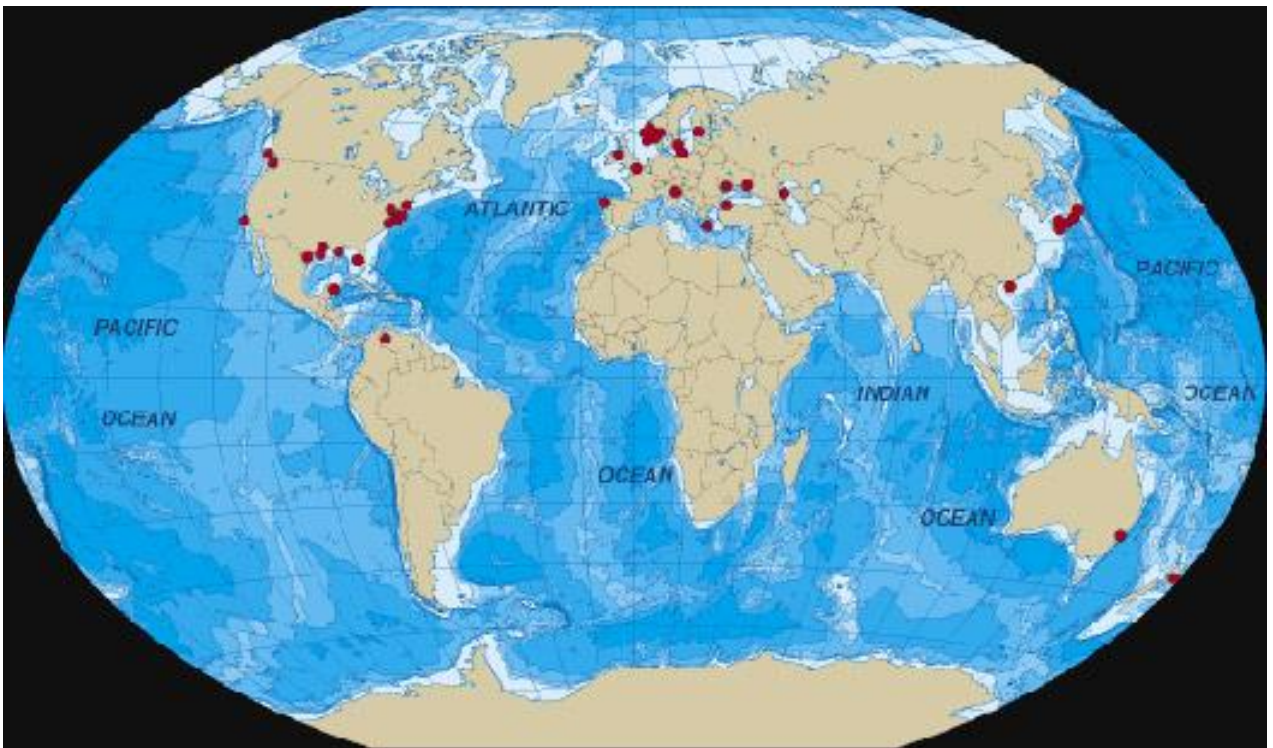 ATLANTIC
PACIFIC
PACIFIC
INDIAN
OCEAN
OCEAN
OCEAN
OCEAN